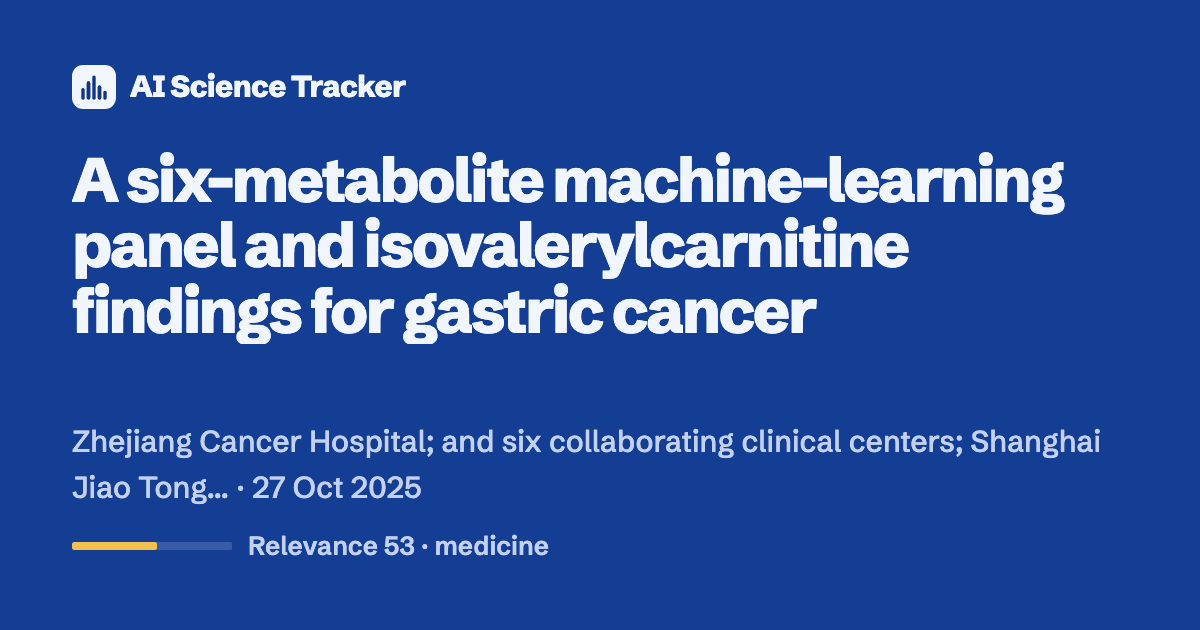 AI Science Tracker
A six-metabolite machine-learning
panel and isovalerylcarnitine
findings for gastric cancer
Zhejiang Cancer Hospital; and six collaborating clinical centers; Shanghai
Jiao Tong... · 27 Oct 2025
Relevance 53 · medicine